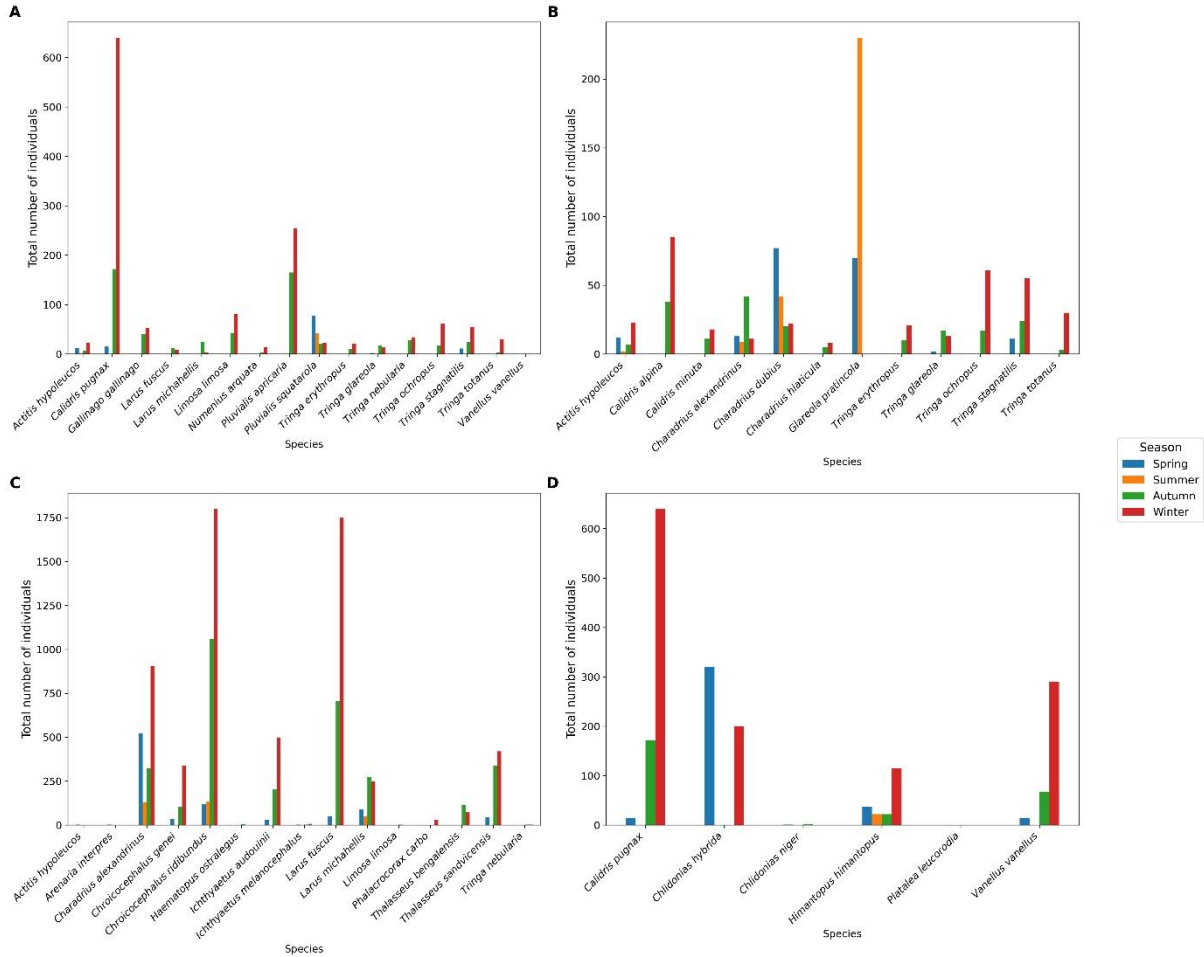 A
Total number of individuals
600
500
400
300
200
100
0
Actitis hypoleucos
Calidris pugnax
Gallinago gallinago
Larus fuscus
Larus michahellis
Limosa limosa
Numenius arquata
Pluvialis apricaria
Pluvialis squatarola
Tringa erythropus
Tringa glareola
Tringa nebularia
Tringa ochropus
Tringa stagnatilis
Tringa totanus
Vanellus vanellus
Species
B
Total number of individuals
200
150
100
50
0
Actitis hypoleucos
Calidris alpina
Calidris minuta
Charadrius alexandrinus
Charadrius dubius
Charadrius hiaticula
Glareola pratincola
Tringa erythropus
Tringa glareola
Tringa ochropus
Tringa stagnatilis
Tringa totanus
Species
Season
Spring
Summer
Autumn
Winter
C
Total number of individuals
1750
1500
1250
1000
750
500
250
0
Actitis hypoleucos
Arenaria interpres
Charadrius alexandrinus
Chroicocephalus genei
Chroicocephalus ridibundus
Haematopus ostralegus
Ichthyaetus audouinii
Ichthyaetus melanocephalus
Larus fuscus
Larus michahellis
Limosa limosa
Phalacrocorax carbo
Thalasseus bengalensis
Thalasseus sandvicensis
Tringa nebularia
Species
D
Total number of individuals
600
500
400
300
200
100
0
Calidris pugnax
Chlidonias hybrida
Chlidonias niger
Himantopus himantopus
Platalea leucorodia
Vanellus vanellus
Species